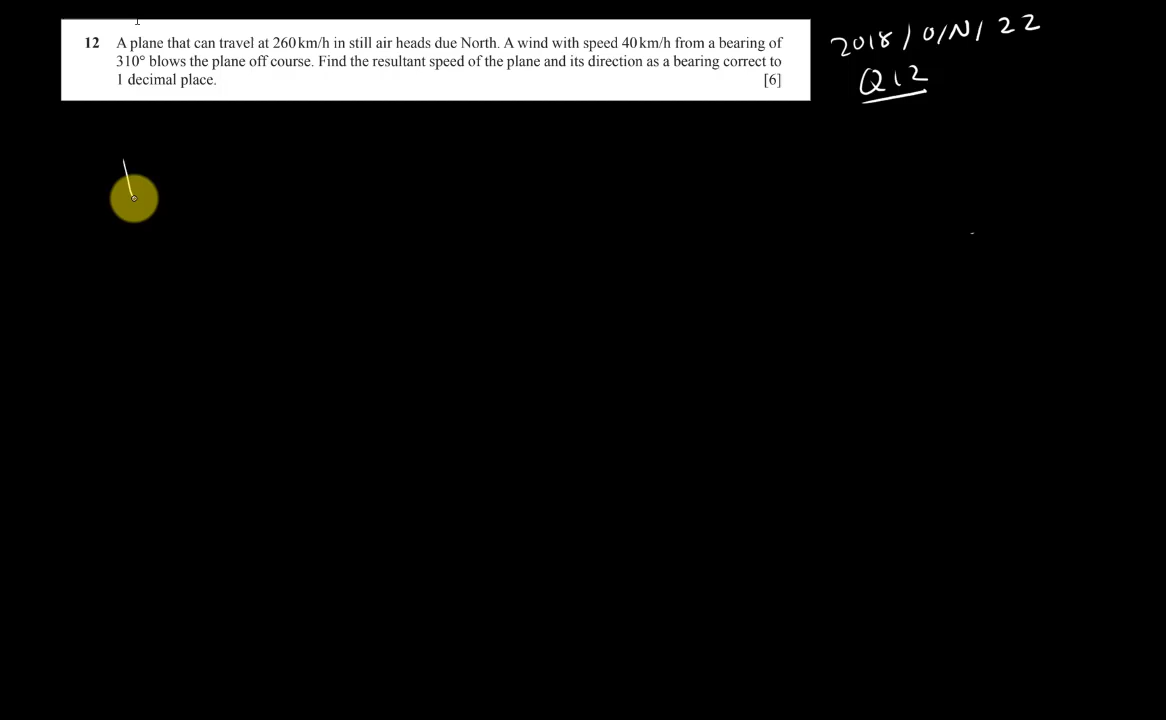 12 A plane that can travel at 260 km/h in still air heads due North. A wind with speed 40 km/h from a bearing of
310° blows the plane off course. Find the resultant speed of the plane and its direction as a bearing correct to
1 decimal place. [6]
2018/O/N/22
Q12